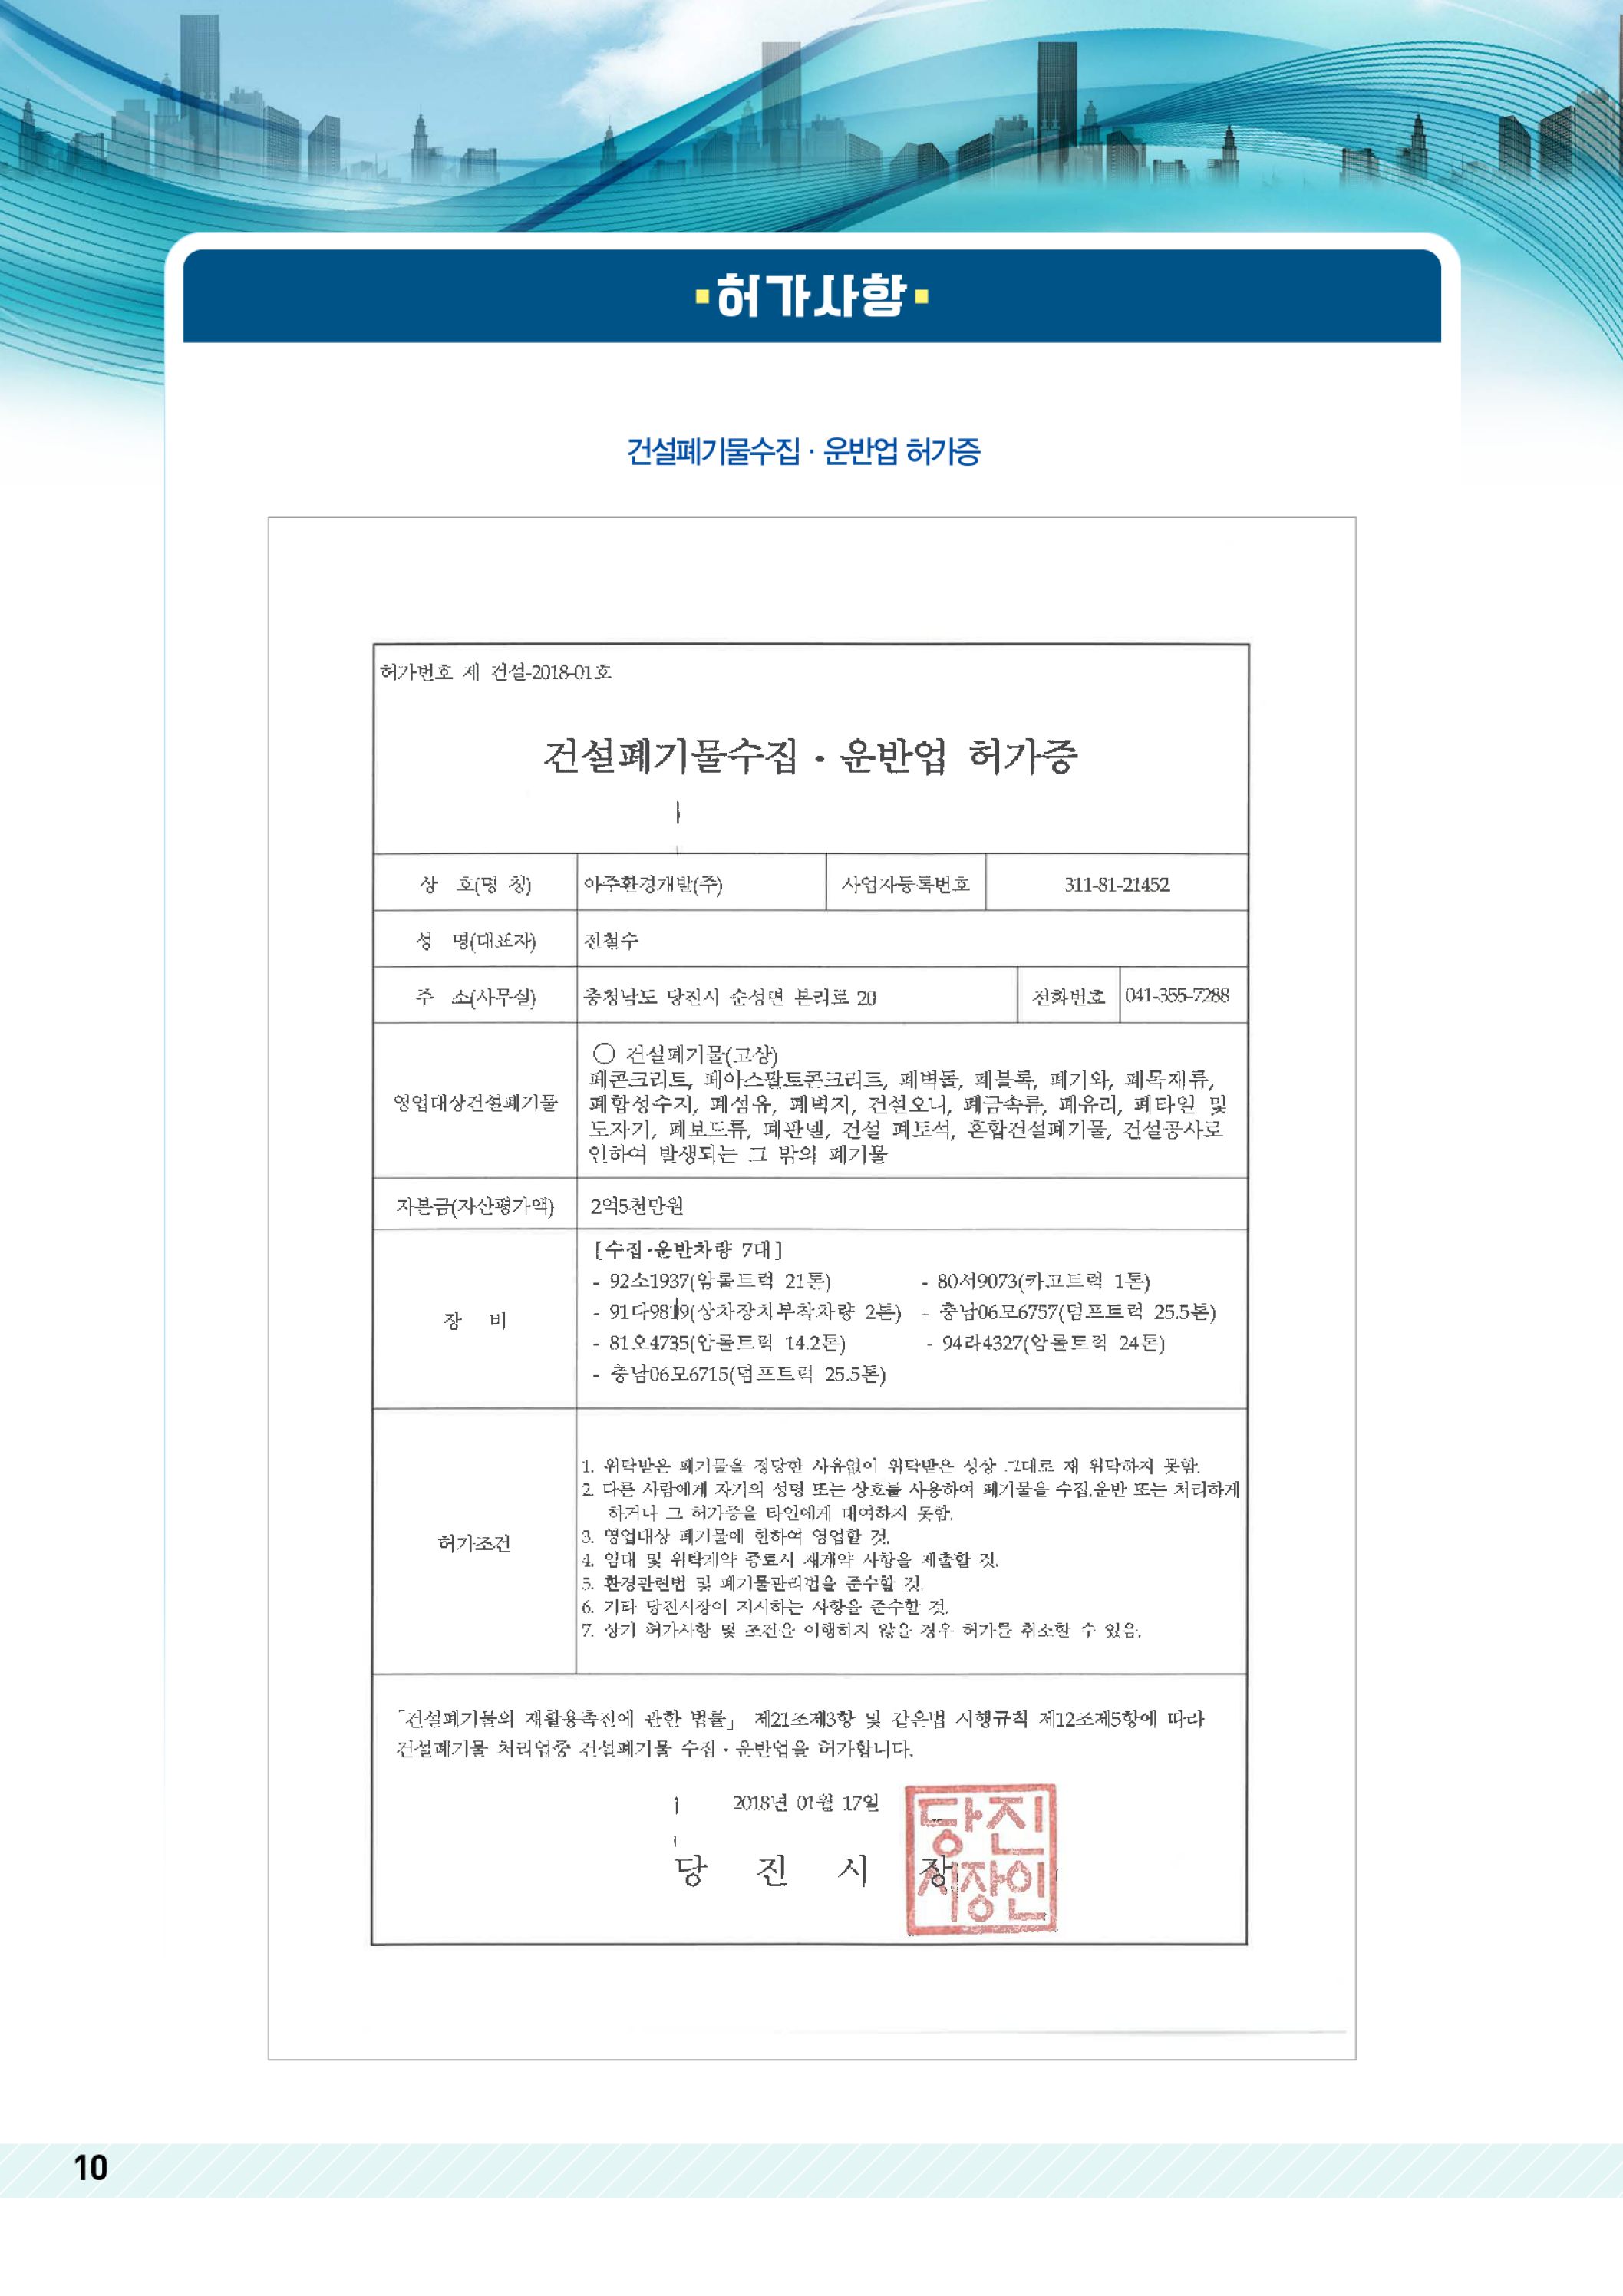 허가사항
건설폐기물수집 · 운반업 허가증
허가번호 제 건설-2018-01호
건설폐기물수집 · 운반업 허가증
상 호(명 칭) 아주환경개발(주) 사업자등록번호 311-81-21452
성 명(대표자) 전철수
주 소(사무실) 충청남도 당진시 순성면 본리로 20 전화번호 041-355-7288
○ 건설폐기물(고상)
폐콘크리트, 폐아스팔트콘크리트, 폐벽돌, 폐블록, 폐기와, 폐목재류,
영업대상건설폐기물 폐합성수지, 폐섬유, 폐벽지, 건설오니, 폐금속류, 폐유리, 폐타일 및
도자기, 폐보드류, 폐판넬, 건설 폐토석, 혼합건설폐기물, 건설공사로
인하여 발생되는 그 밖의 폐기물
자본금(자산평가액) 2억5천만원
[수집·운반차량 7대]
- 92소1937(암롤트럭 21톤) - 80서9073(카고트럭 1톤)
장 비
- 91다9819(상차장치부착차량 2톤) - 충남06모6757(덤프트럭 25.5톤)
- 81오4735(암롤트럭 14.2톤) - 94라4327(암롤트럭 24톤)
- 충남06모6715(덤프트럭 25.5톤)
허가조건
1. 위탁받은 폐기물을 정당한 사유없이 위탁받은 성상 그대로 재 위탁하지 못함.
2. 다른 사람에게 자기의 성명 또는 상호를 사용하여 폐기물을 수집.운반 또는 처리하게
하거나 그 허가증을 타인에게 대여하지 못함.
3. 영업대상 폐기물에 한하여 영업할 것.
4. 임대 및 위탁계약 종료시 재계약 사항을 제출할 것.
5. 환경관련법 및 폐기물관리법을 준수할 것.
6. 기타 당진시장이 지시하는 사항을 준수할 것.
7. 상기 허가사항 및 조건을 이행하지 않을 경우 허가를 취소할 수 있음.
「건설폐기물의 재활용촉진에 관한 법률」 제21조제3항 및 같은법 시행규칙 제12조제5항에 따라
건설폐기물 처리업중 건설폐기물 수집 · 운반업을 허가합니다.
2018년 01월 17일
당 진 시 장
당진
시장인
10